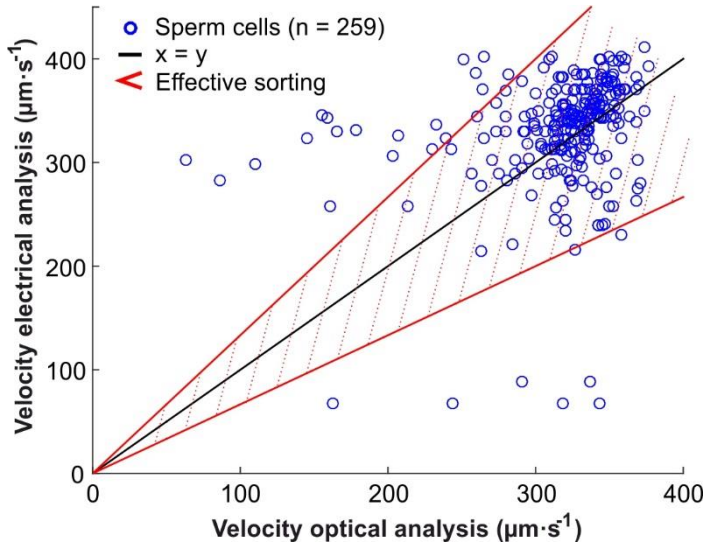 Sperm cells (n = 259)
x = y
Effective sorting
Velocity electrical analysis (µm·s⁻¹)
400
300
200
100
0
0 100 200 300 400
Velocity optical analysis (µm·s⁻¹)